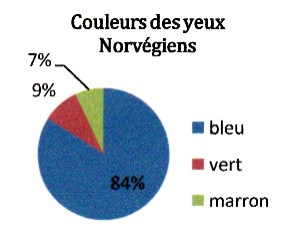 Couleurs des yeux
Norvégiens
7%
9%
84%
bleu
vert
marron